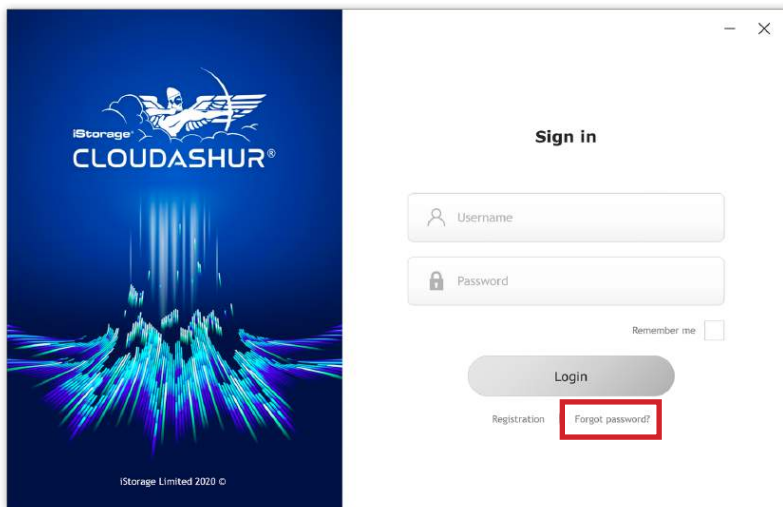 iStorage®
CLOUDASHUR®
iStorage Limited 2020 ©
Sign in
Username
Password
Remember me
Login
Registration
Forgot password?